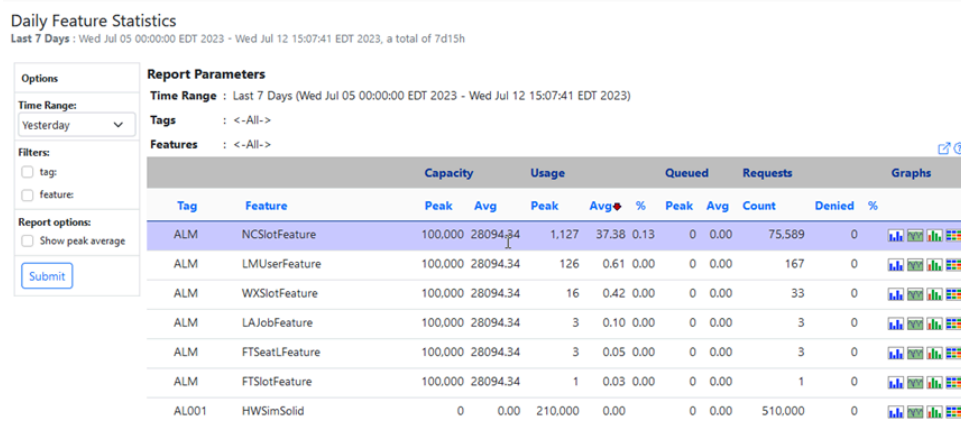 Daily Feature Statistics
Last 7 Days : Wed Jul 05 00:00:00 EDT 2023 - Wed Jul 12 15:07:41 EDT 2023, a total of 7d15h
Options
Time Range:
Yesterday
Filters:
tag:
feature:
Report options:
Show peak average
Submit
Report Parameters
Time Range : Last 7 Days (Wed Jul 05 00:00:00 EDT 2023 - Wed Jul 12 15:07:41 EDT 2023)
Tags : <-All->
Features : <-All->
Capacity Usage Queued Requests Graphs
Tag Feature Peak Avg Peak Avg % Peak Avg Count Denied %
ALM NCSlotFeature 100,000 28094.34 1,127 37.38 0.13 0 0.00 75,589 0
ALM LMUserFeature 100,000 28094.34 126 0.61 0.00 0 0.00 167 0
ALM WXSlotFeature 100,000 28094.34 16 0.42 0.00 0 0.00 33 0
ALM LAJobFeature 100,000 28094.34 3 0.10 0.00 0 0.00 3 0
ALM FTSeatLFeature 100,000 28094.34 3 0.05 0.00 0 0.00 3 0
ALM FTSlotFeature 100,000 28094.34 1 0.03 0.00 0 0.00 1 0
AL001 HWSimSolid 0 0.00 210,000 0.00 0 0.00 510,000 0